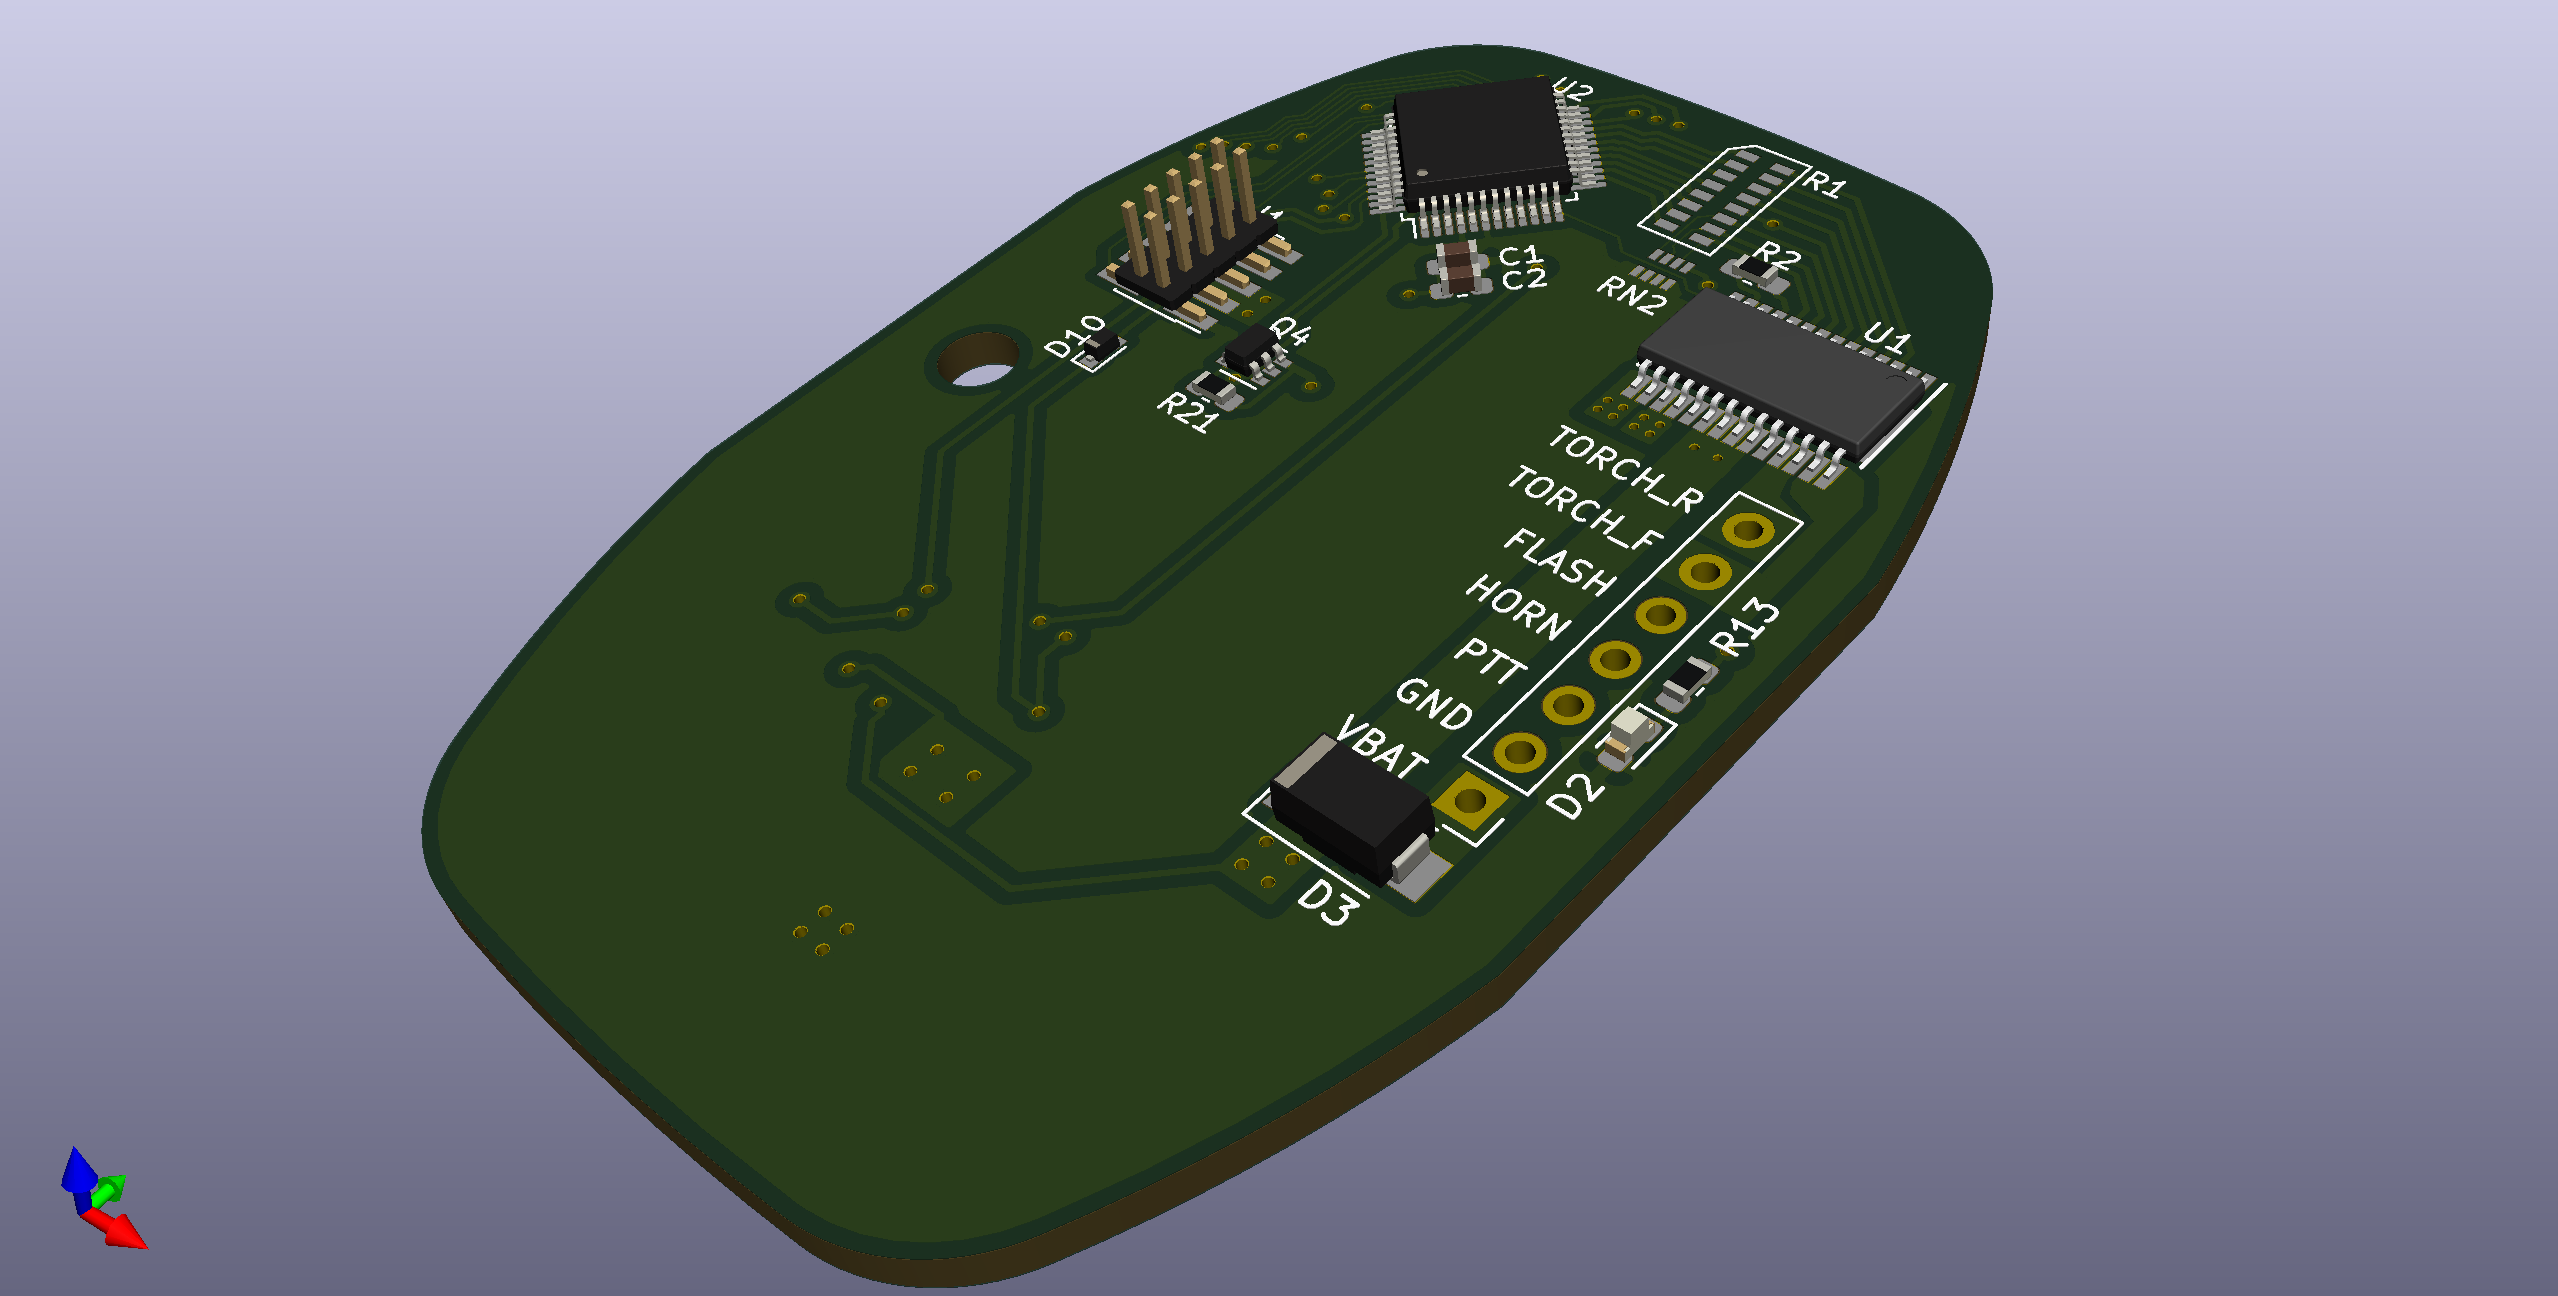 U2
R1
C1
C2
R2
RN2
D10
Q4
R21
U1
TORCH_R
TORCH_F
FLASH
HORN
PTT
GND
VBAT
R13
D2
D3